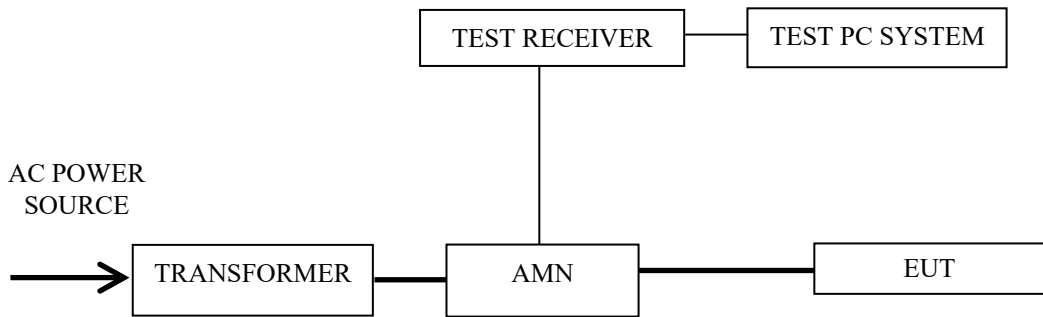 TEST RECEIVER
TEST PC SYSTEM
AC POWER
SOURCE
TRANSFORMER
AMN
EUT